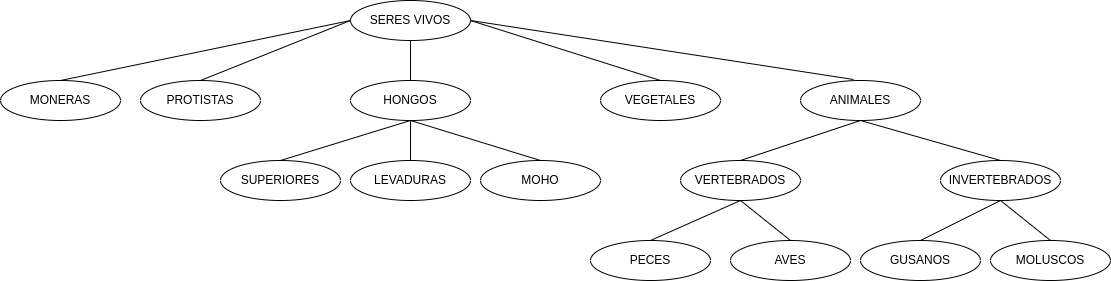 SERES VIVOS
MONERAS
PROTISTAS
HONGOS
VEGETALES
ANIMALES
SUPERIORES
LEVADURAS
MOHO
VERTEBRADOS
INVERTEBRADOS
PECES
AVES
GUSANOS
MOLUSCOS